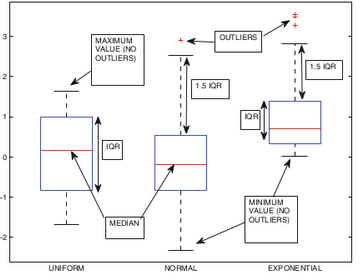 MAXIMUM
VALUE (NO
OUTLIERS)
OUTLIERS
1.5 IQR
1.5 IQR
IQR
IQR
MEDIAN
MINIMUM
VALUE (NO
OUTLIERS)
3
2
1
0
-1
-2
UNIFORM
NORMAL
EXPONENTIAL